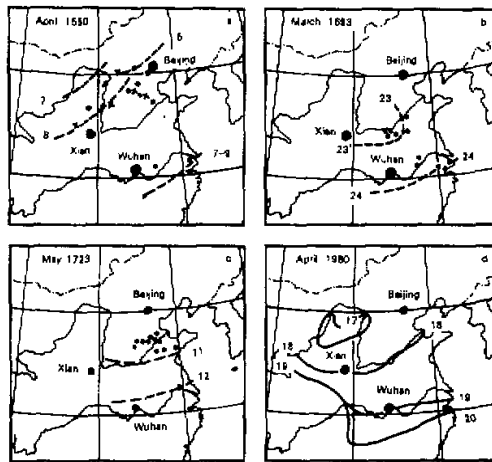 April 1550 a
6
Beijing
7
8
Xian
Wuhan
7-9
March 1683 b
Beijing
23
Xian
23
Wuhan
24
24
May 1723 c
Beijing
Xian
11
12
Wuhan
April 1980 d
Beijing
17
18
18
Xian
19
Wuhan
19
20